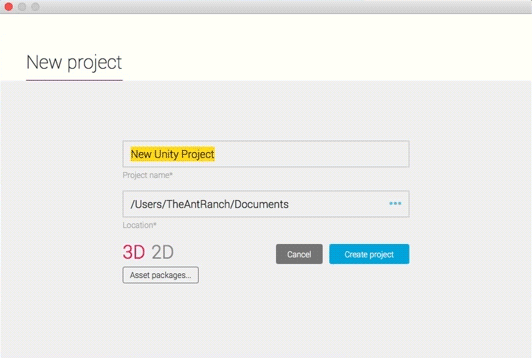 New project
New Unity Project
Project name*
/Users/TheAntRanch/Documents
Location*
3D 2D
Cancel
Create project
Asset packages...